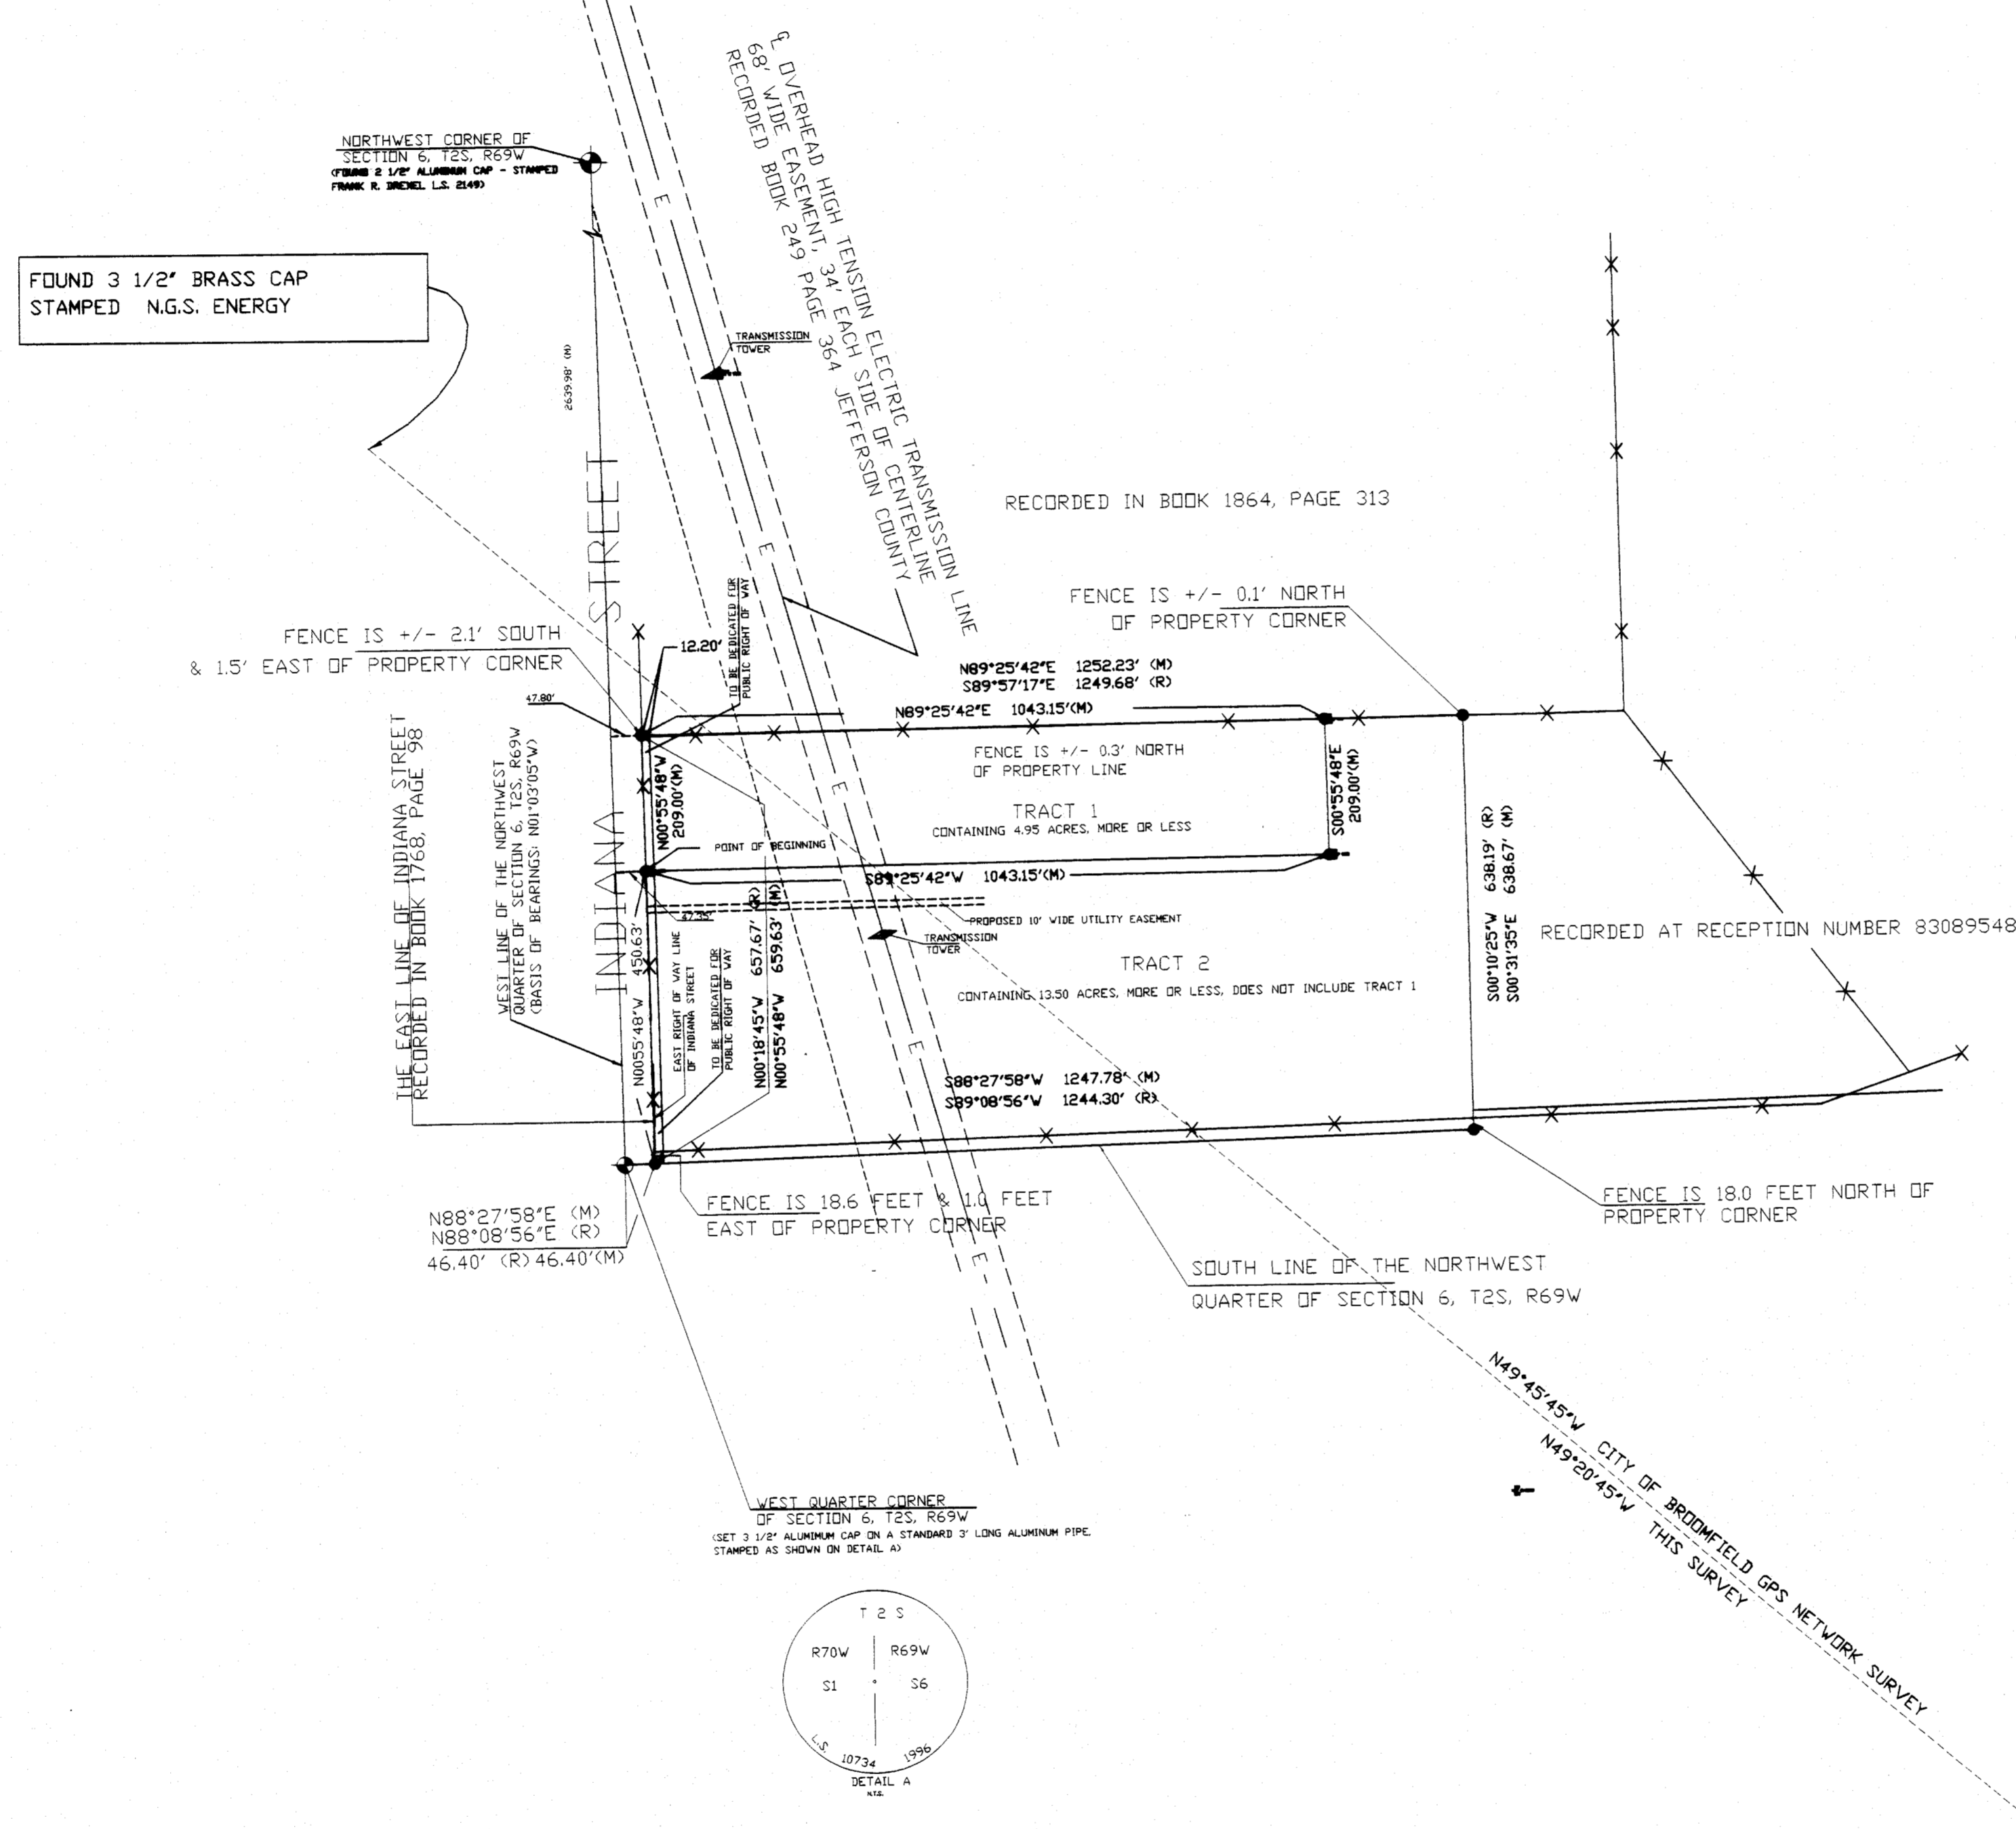 ℄ OVERHEAD HIGH TENSION ELECTRIC TRANSMISSION LINE
68' WIDE EASEMENT, 34' EACH SIDE OF CENTERLINE
RECORDED BOOK 249 PAGE 364 JEFFERSON COUNTY
NORTHWEST CORNER OF
SECTION 6, T2S, R69W
(FOUND 2 1/2" ALUMINUM CAP - STAMPED
FRANK R. DREXEL L.S. 2149)
E
FOUND 3 1/2" BRASS CAP
STAMPED N.G.S. ENERGY
2639.98' (M)
TRANSMISSION
TOWER
INDIANA STREET
E
RECORDED IN BOOK 1864, PAGE 313
FENCE IS +/- 0.1' NORTH
OF PROPERTY CORNER
FENCE IS +/- 2.1' SOUTH
& 1.5' EAST OF PROPERTY CORNER
12.20'
TO BE DEDICATED FOR
PUBLIC RIGHT OF WAY
N89°25'42"E 1252.23' (M)
S89°57'17"E 1249.68' (R)
47.80'
N89°25'42"E 1043.15'(M)
THE EAST LINE OF INDIANA STREET
RECORDED IN BOOK 1768, PAGE 98
WEST LINE OF THE NORTHWEST
QUARTER OF SECTION 6, T2S, R69W
(BASIS OF BEARINGS: N01°03'05"W)
N00°55'48"W
209.00'(M)
FENCE IS +/- 0.3' NORTH
OF PROPERTY LINE
E
TRACT 1
CONTAINING 4.95 ACRES, MORE OR LESS
S00°55'48"E
209.00'(M)
POINT OF BEGINNING
S89°25'42"W 1043.15'(M)
47.35'
PROPOSED 10' WIDE UTILITY EASEMENT
TRANSMISSION
TOWER
N0055'48"W 450.63'
EAST RIGHT OF WAY LINE
OF INDIANA STREET
TO BE DEDICATED FOR
PUBLIC RIGHT OF WAY
N00°18'45"W 657.67' (R)
N00°55'48"W 659.63' (M)
TRACT 2
CONTAINING 13.50 ACRES, MORE OR LESS, DOES NOT INCLUDE TRACT 1
S00°10'25"W 638.19' (R)
S00°31'35"E 638.67' (M)
RECORDED AT RECEPTION NUMBER 83089548
E
S88°27'58"W 1247.78' (M)
S89°08'56"W 1244.30' (R)
N88°27'58"E (M)
N88°08'56"E (R)
46.40' (R) 46.40'(M)
FENCE IS 18.6 FEET & 1.0 FEET
EAST OF PROPERTY CORNER
E
FENCE IS 18.0 FEET NORTH OF
PROPERTY CORNER
SOUTH LINE OF THE NORTHWEST
QUARTER OF SECTION 6, T2S, R69W
N49°45'45"W CITY OF BROOMFIELD GPS NETWORK SURVEY
N49°20'45"W THIS SURVEY
WEST QUARTER CORNER
OF SECTION 6, T2S, R69W
(SET 3 1/2" ALUMIMUM CAP ON A STANDARD 3' LONG ALUMINUM PIPE,
STAMPED AS SHOWN ON DETAIL A)
T 2 S
R70W R69W
S1 S6
L.S. 10734 1996
DETAIL A
N.T.S.